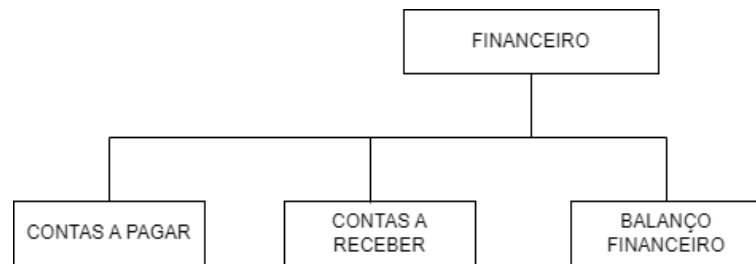 FINANCEIRO
CONTAS A PAGAR
CONTAS A
RECEBER
BALANÇO
FINANCEIRO